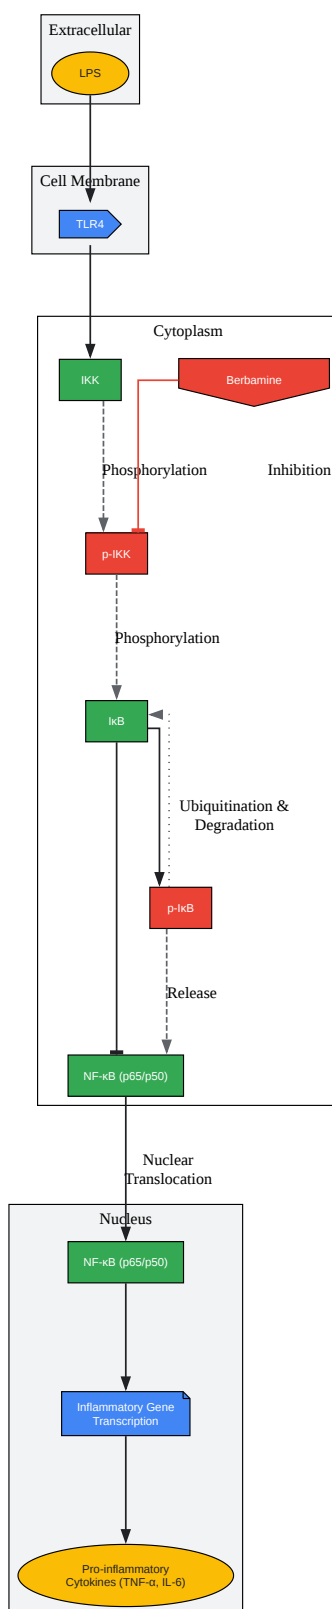 Extracellular
LPS
Cell Membrane
TLR4
Cytoplasm
IKK
Berbamine
Phosphorylation
Inhibition
p-IKK
Phosphorylation
IκB
Ubiquitination &
Degradation
p-IκB
Release
NF-κB (p65/p50)
Nuclear
Translocation
Nucleus
NF-κB (p65/p50)
Inflammatory Gene
Transcription
Pro-inflammatory
Cytokines (TNF-α, IL-6)